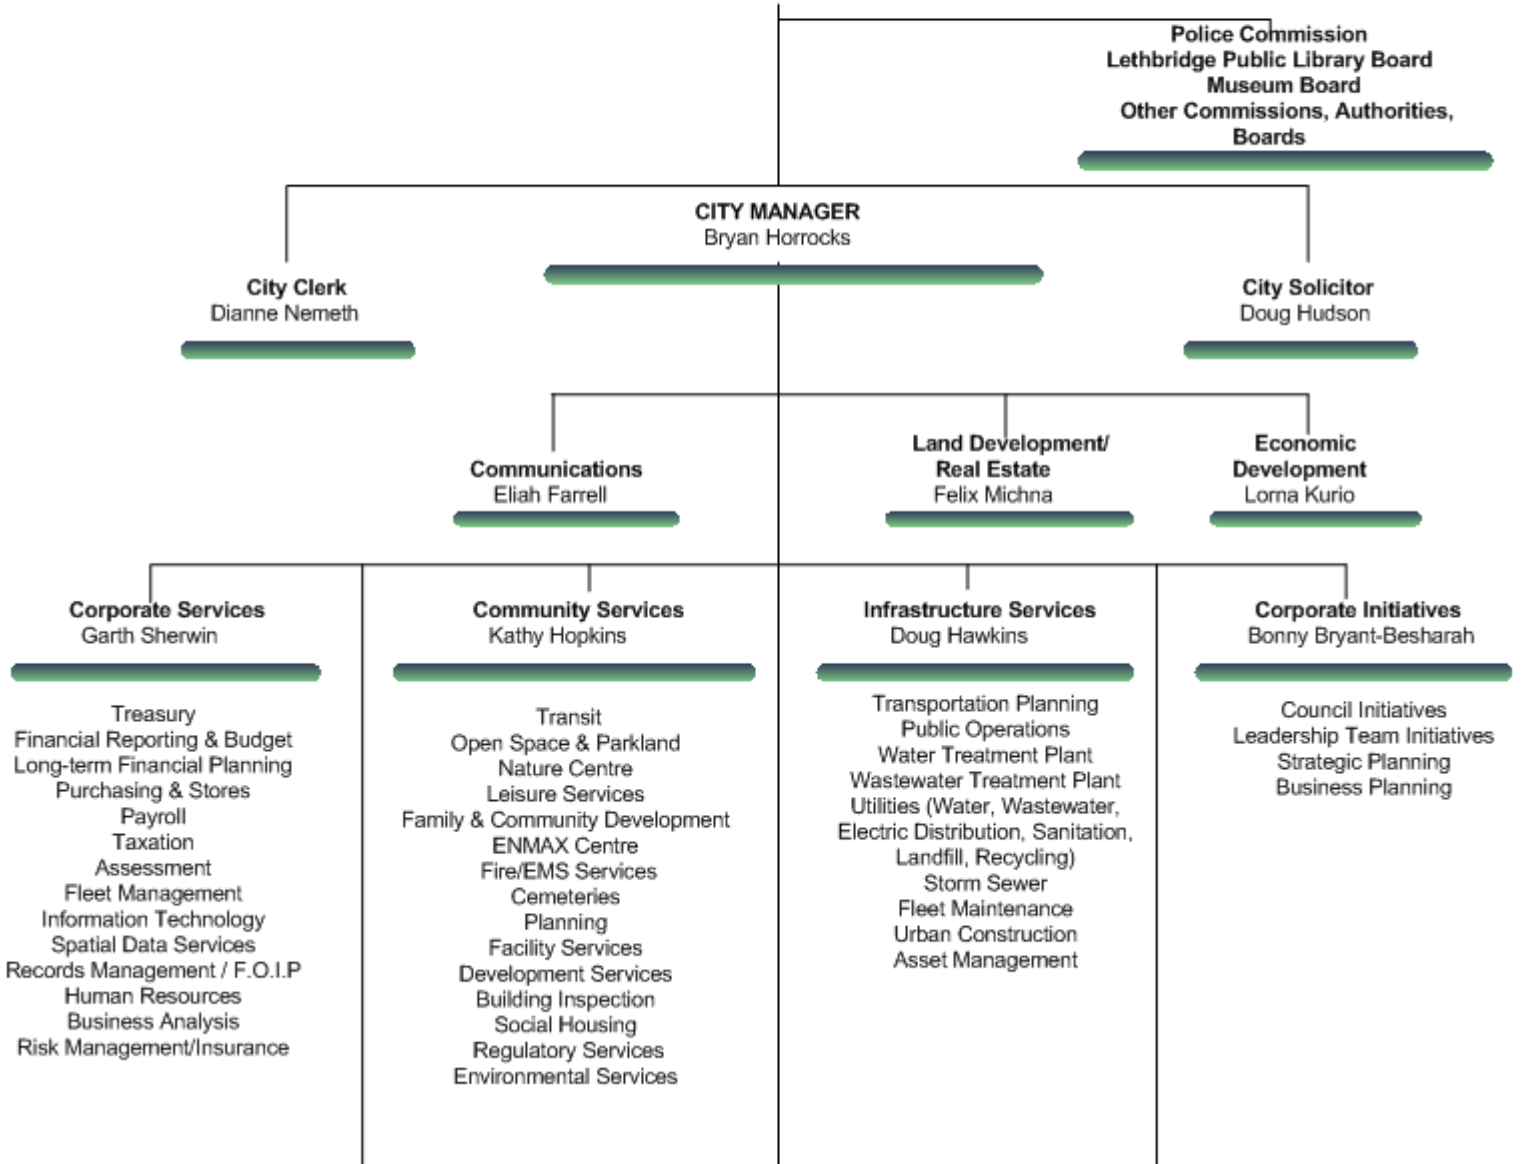 Police Commission
Lethbridge Public Library Board
Museum Board
Other Commissions, Authorities,
Boards
CITY MANAGER
Bryan Horrocks
City Clerk
Dianne Nemeth
City Solicitor
Doug Hudson
Communications
Eliah Farrell
Land Development/
Real Estate
Felix Michna
Economic
Development
Lorna Kurio
Corporate Services
Garth Sherwin
Treasury
Financial Reporting & Budget
Long-term Financial Planning
Purchasing & Stores
Payroll
Taxation
Assessment
Fleet Management
Information Technology
Spatial Data Services
Records Management / F.O.I.P
Human Resources
Business Analysis
Risk Management/Insurance
Community Services
Kathy Hopkins
Transit
Open Space & Parkland
Nature Centre
Leisure Services
Family & Community Development
ENMAX Centre
Fire/EMS Services
Cemeteries
Planning
Facility Services
Development Services
Building Inspection
Social Housing
Regulatory Services
Environmental Services
Infrastructure Services
Doug Hawkins
Transportation Planning
Public Operations
Water Treatment Plant
Wastewater Treatment Plant
Utilities (Water, Wastewater,
Electric Distribution, Sanitation,
Landfill, Recycling)
Storm Sewer
Fleet Maintenance
Urban Construction
Asset Management
Corporate Initiatives
Bonny Bryant-Besharah
Council Initiatives
Leadership Team Initiatives
Strategic Planning
Business Planning